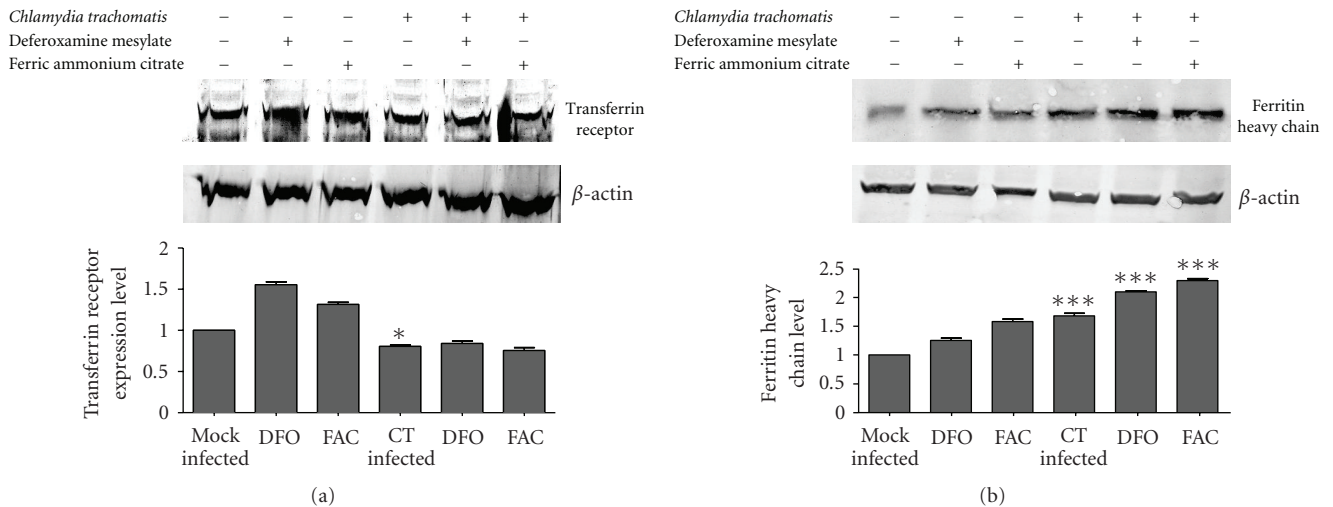 Chlamydia trachomatis − − − + + +
Deferoxamine mesylate − + − − + −
Ferric ammonium citrate − − + − − +
Transferrin
receptor
β-actin
Transferrin receptor
expression level
2
1.5
1
0.5
0
*
Mock
infected
DFO
FAC
CT
infected
DFO
FAC
(a)
Chlamydia trachomatis − − − + + +
Deferoxamine mesylate − + − − + −
Ferric ammonium citrate − − + − − +
Ferritin
heavy chain
β-actin
Ferritin heavy
chain level
2.5
2
1.5
1
0.5
0
***
***
***
Mock
infected
DFO
FAC
CT
infected
DFO
FAC
(b)